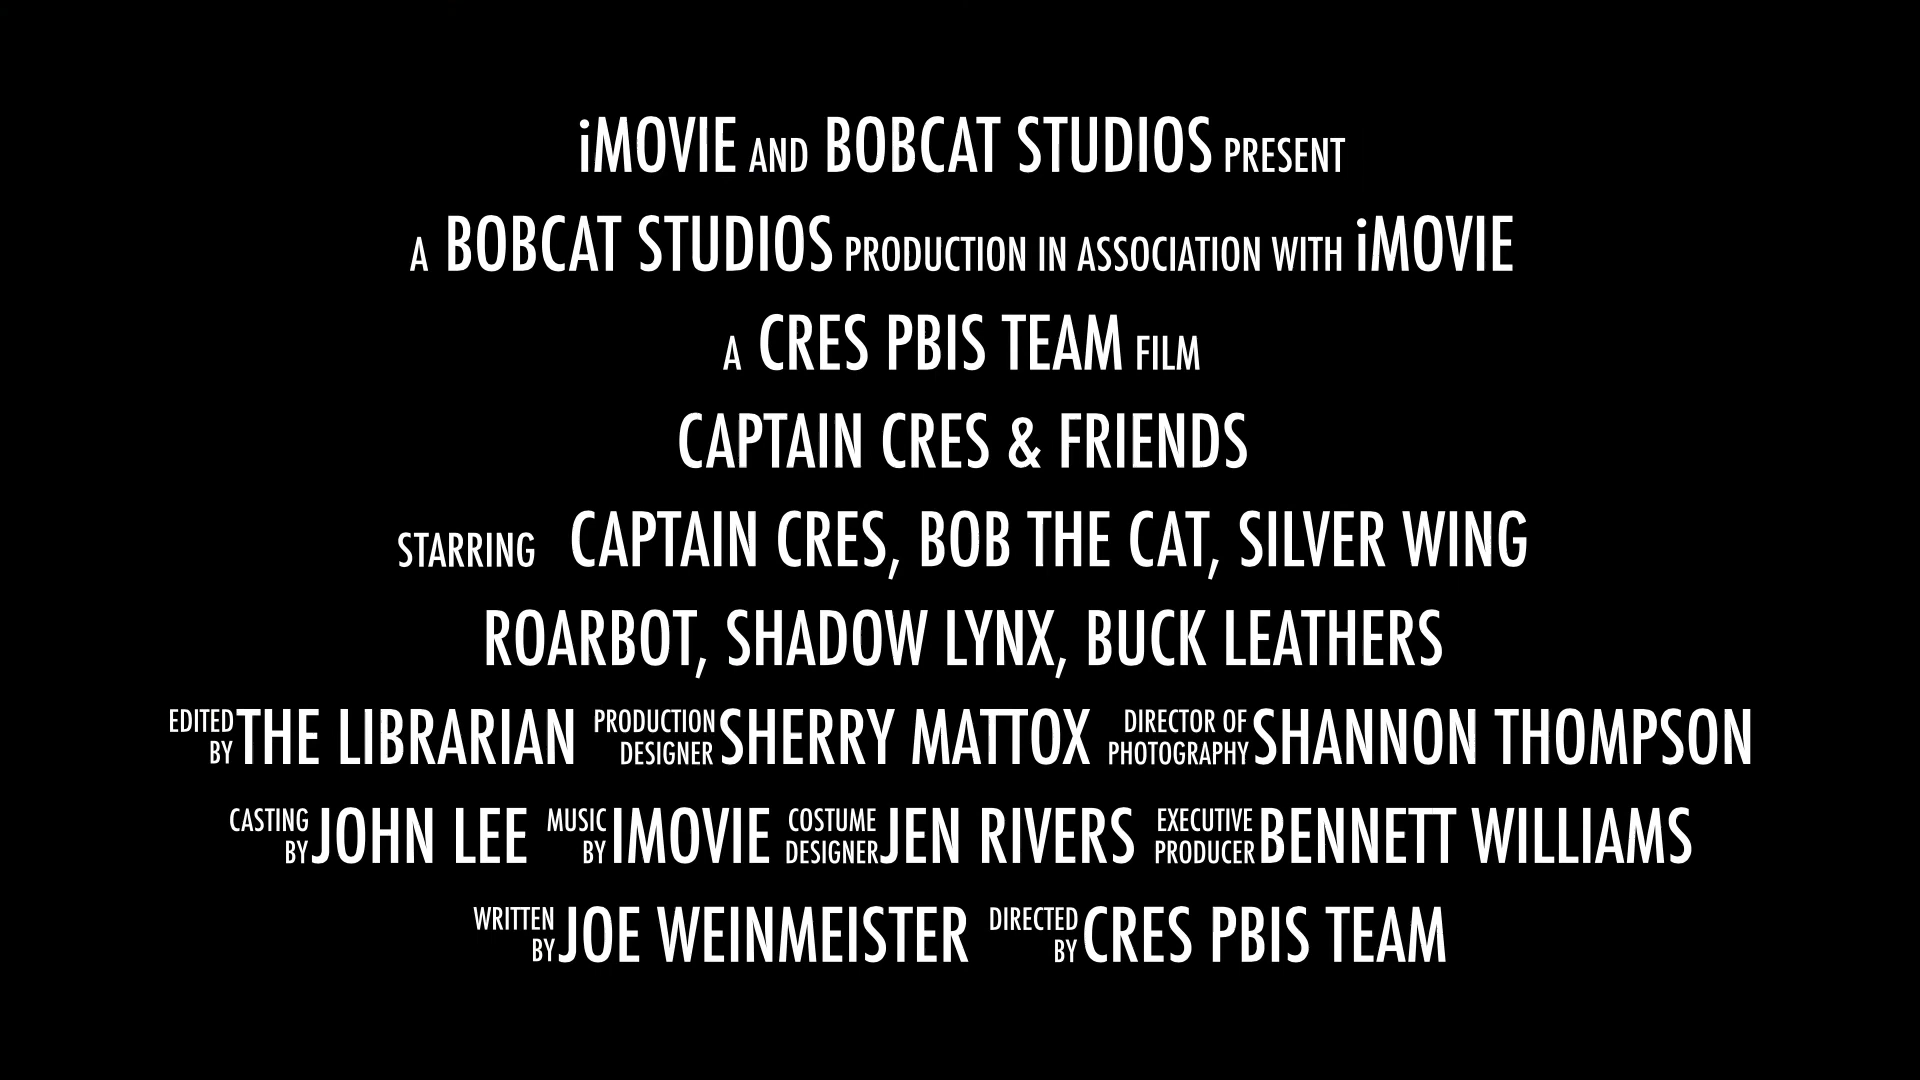 iMOVIE AND BOBCAT STUDIOS PRESENT
A BOBCAT STUDIOS PRODUCTION IN ASSOCIATION WITH iMOVIE
A CRES PBIS TEAM FILM
CAPTAIN CRES & FRIENDS
STARRING CAPTAIN CRES, BOB THE CAT, SILVER WING
ROARBOT, SHADOW LYNX, BUCK LEATHERS
EDITED BY THE LIBRARIAN PRODUCTION DESIGNER SHERRY MATTOX DIRECTOR OF PHOTOGRAPHY SHANNON THOMPSON
CASTING BY JOHN LEE MUSIC BY IMOVIE COSTUME DESIGNER JEN RIVERS EXECUTIVE PRODUCER BENNETT WILLIAMS
WRITTEN BY JOE WEINMEISTER DIRECTED BY CRES PBIS TEAM